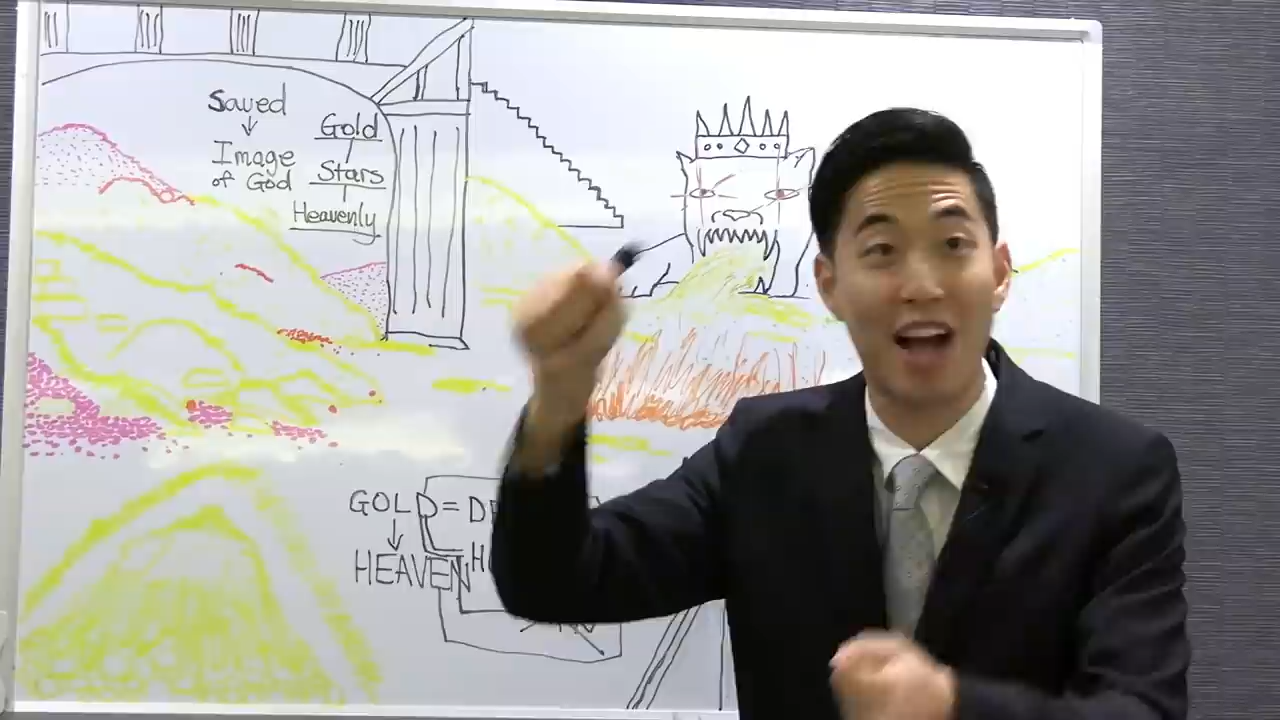 Saved
↓
Image
of God
Gold
Stars
Heavenly
GOLD =
↓
HEAVEN